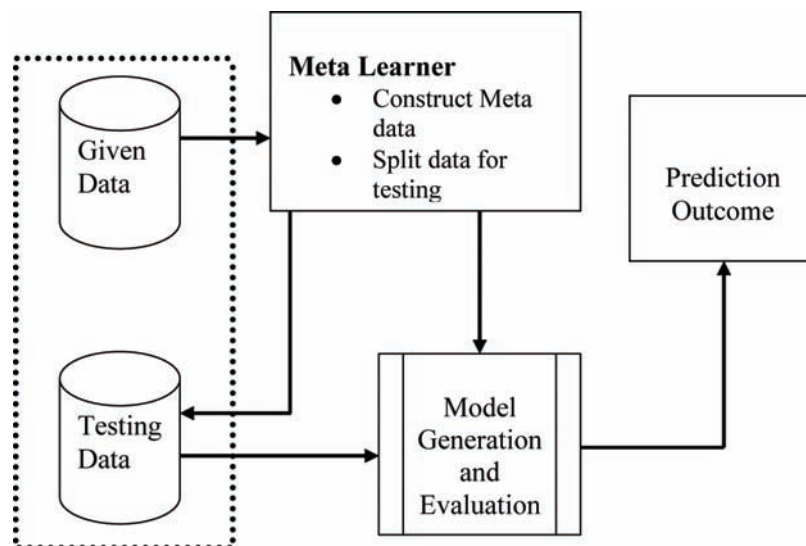 Meta Learner
• Construct Meta
data
• Split data for
testing
Given
Data
Prediction
Outcome
Testing
Data
Model
Generation
and
Evaluation